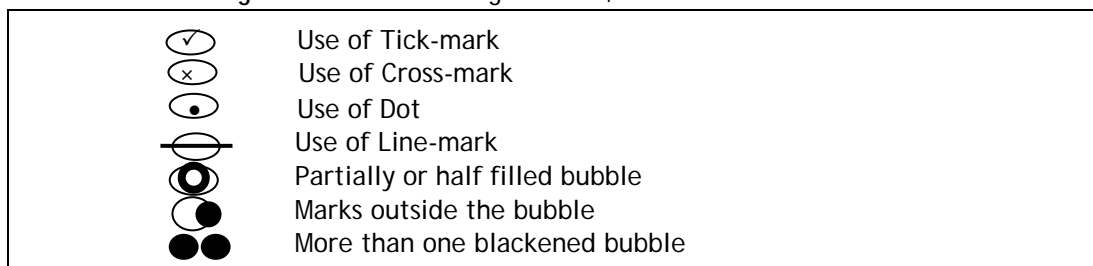 Use of Tick-mark
Use of Cross-mark
Use of Dot
Use of Line-mark
Partially or half filled bubble
Marks outside the bubble
More than one blackened bubble